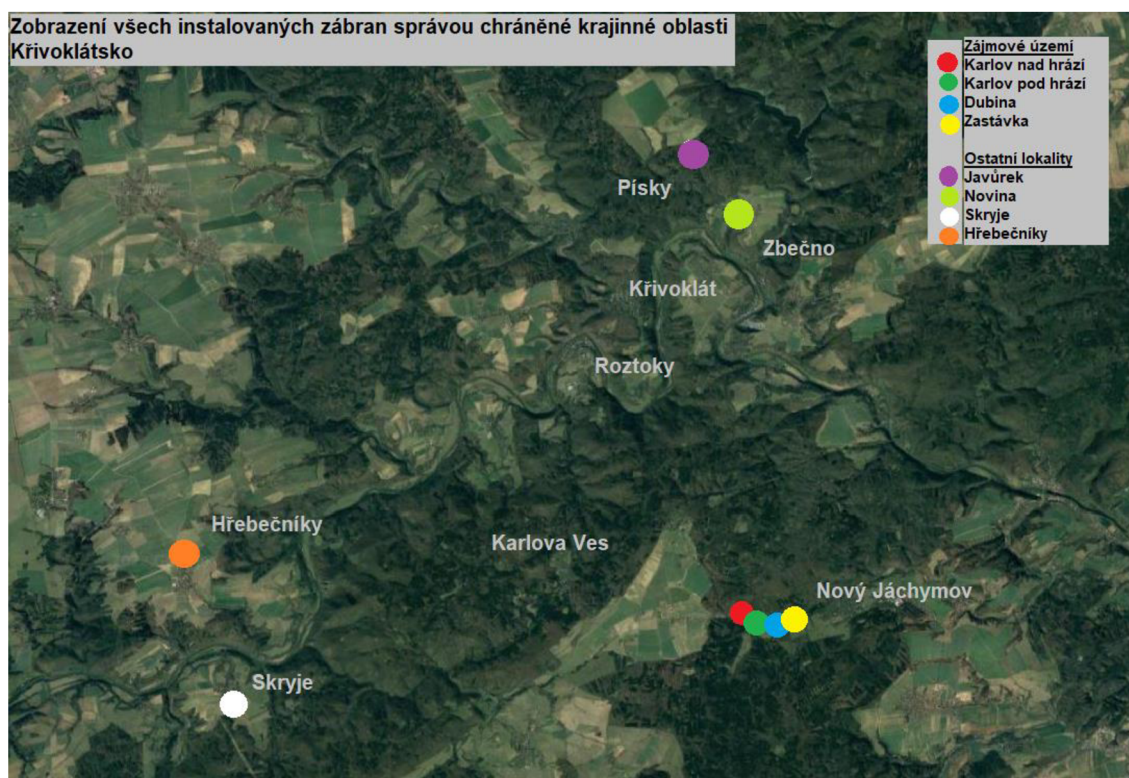 Zobrazení všech instalovaných zábran správou chráněné krajinné oblasti
Křivoklátsko
Zájmové území
Karlov nad hrází
Karlov pod hrází
Dubina
Zastávka
Ostatní lokality
Javůrek
Novina
Skryje
Hřebečníky
Písky
Zbečno
Křivoklát
Roztoky
Hřebečníky
Karlova Ves
Nový Jáchymov
Skryje